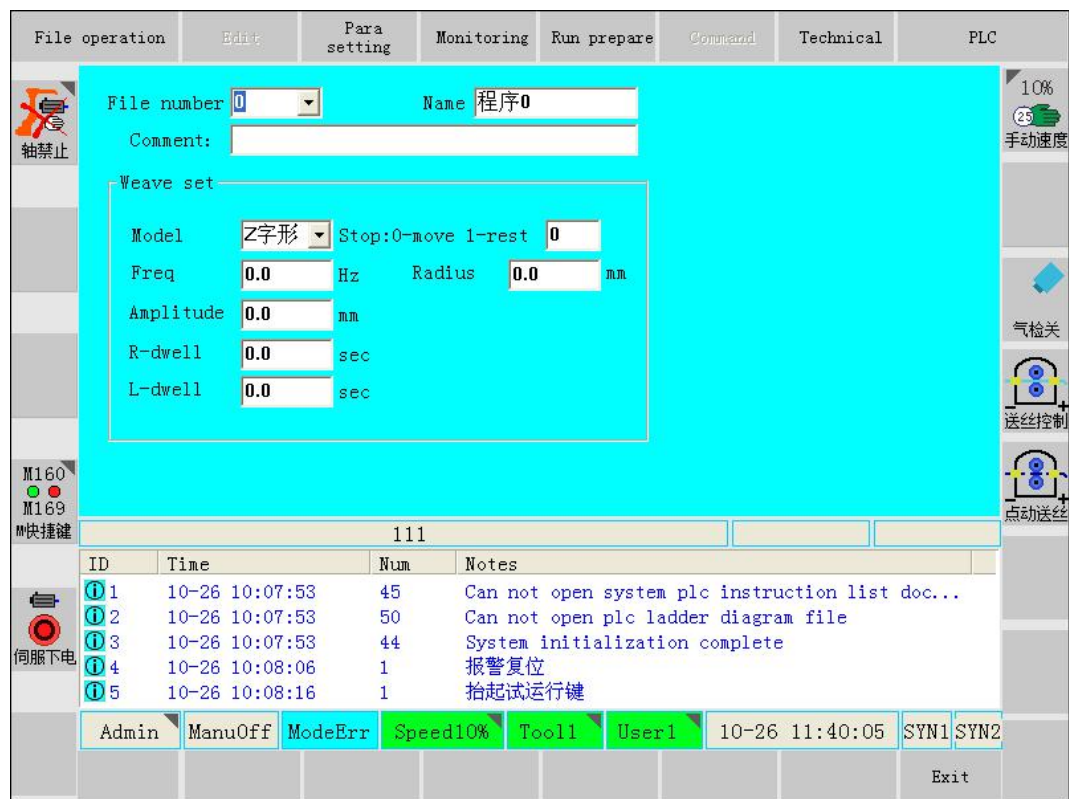 File operation Edit Para setting Monitoring Run prepare Command Technical PLC
轴禁止
File number 0 Name 程序0
Comment:
Weave set
Model Z字形 Stop:0-move 1-rest 0
Freq 0.0 Hz Radius 0.0 mm
Amplitude 0.0 mm
R-dwell 0.0 sec
L-dwell 0.0 sec
10%
25
手动速度
气检关
- +
送丝控制
- +
点动送丝
M160
M169
M快捷键
伺服下电
111
ID Time Num Notes
1 10-26 10:07:53 45 Can not open system plc instruction list doc...
2 10-26 10:07:53 50 Can not open plc ladder diagram file
3 10-26 10:07:53 44 System initialization complete
4 10-26 10:08:06 1 报警复位
5 10-26 10:08:16 1 抬起试运行键
Admin ManuOff ModeErr Speed10% Tool1 User1 10-26 11:40:05 SYN1 SYN2
Exit